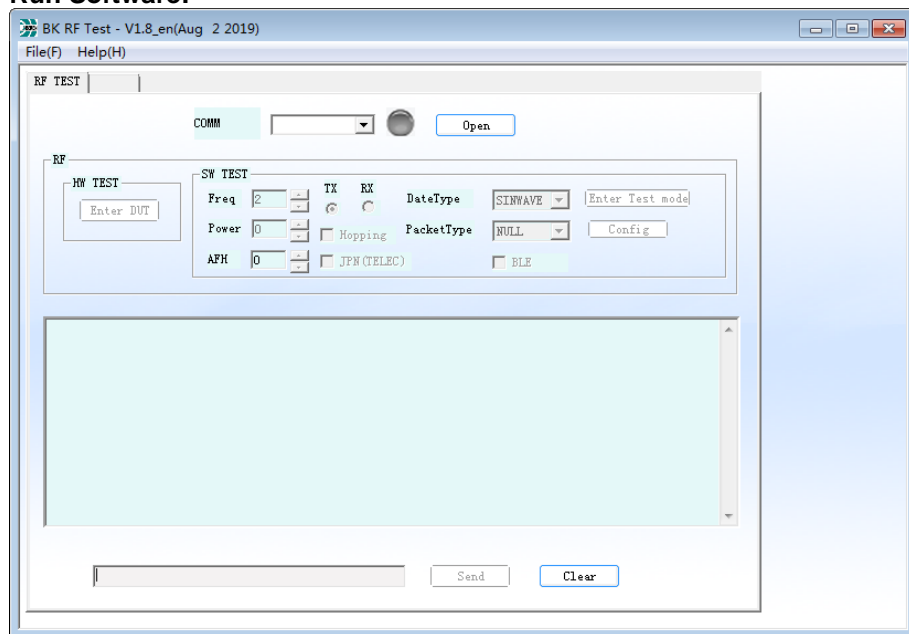 Run Software.
BK RF Test - V1.8_en(Aug 2 2019)
File(F) Help(H)
RF TEST
COMM
Open
RF
HW TEST
Enter DUT
SW TEST
Freq 2 TX RX DateType SINWAVE Enter Test mode
Power 0 Hopping PacketType NULL Config
AFH 0 JPN(TELEC) BLE
Send Clear